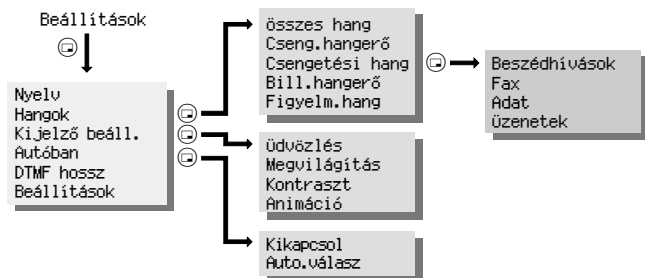 Beállítások
Nyelv
Hangok
Kijelző beáll.
Autóban
DTMF hossz
Beállítások
összes hang
Cseng.hangerő
Csengetési hang
Bill.hangerő
Figyelm.hang
Beszédhívások
Fax
Adat
üzenetek
üdvözlés
Megvilágítás
Kontraszt
Animáció
Kikapcsol
Auto.válasz